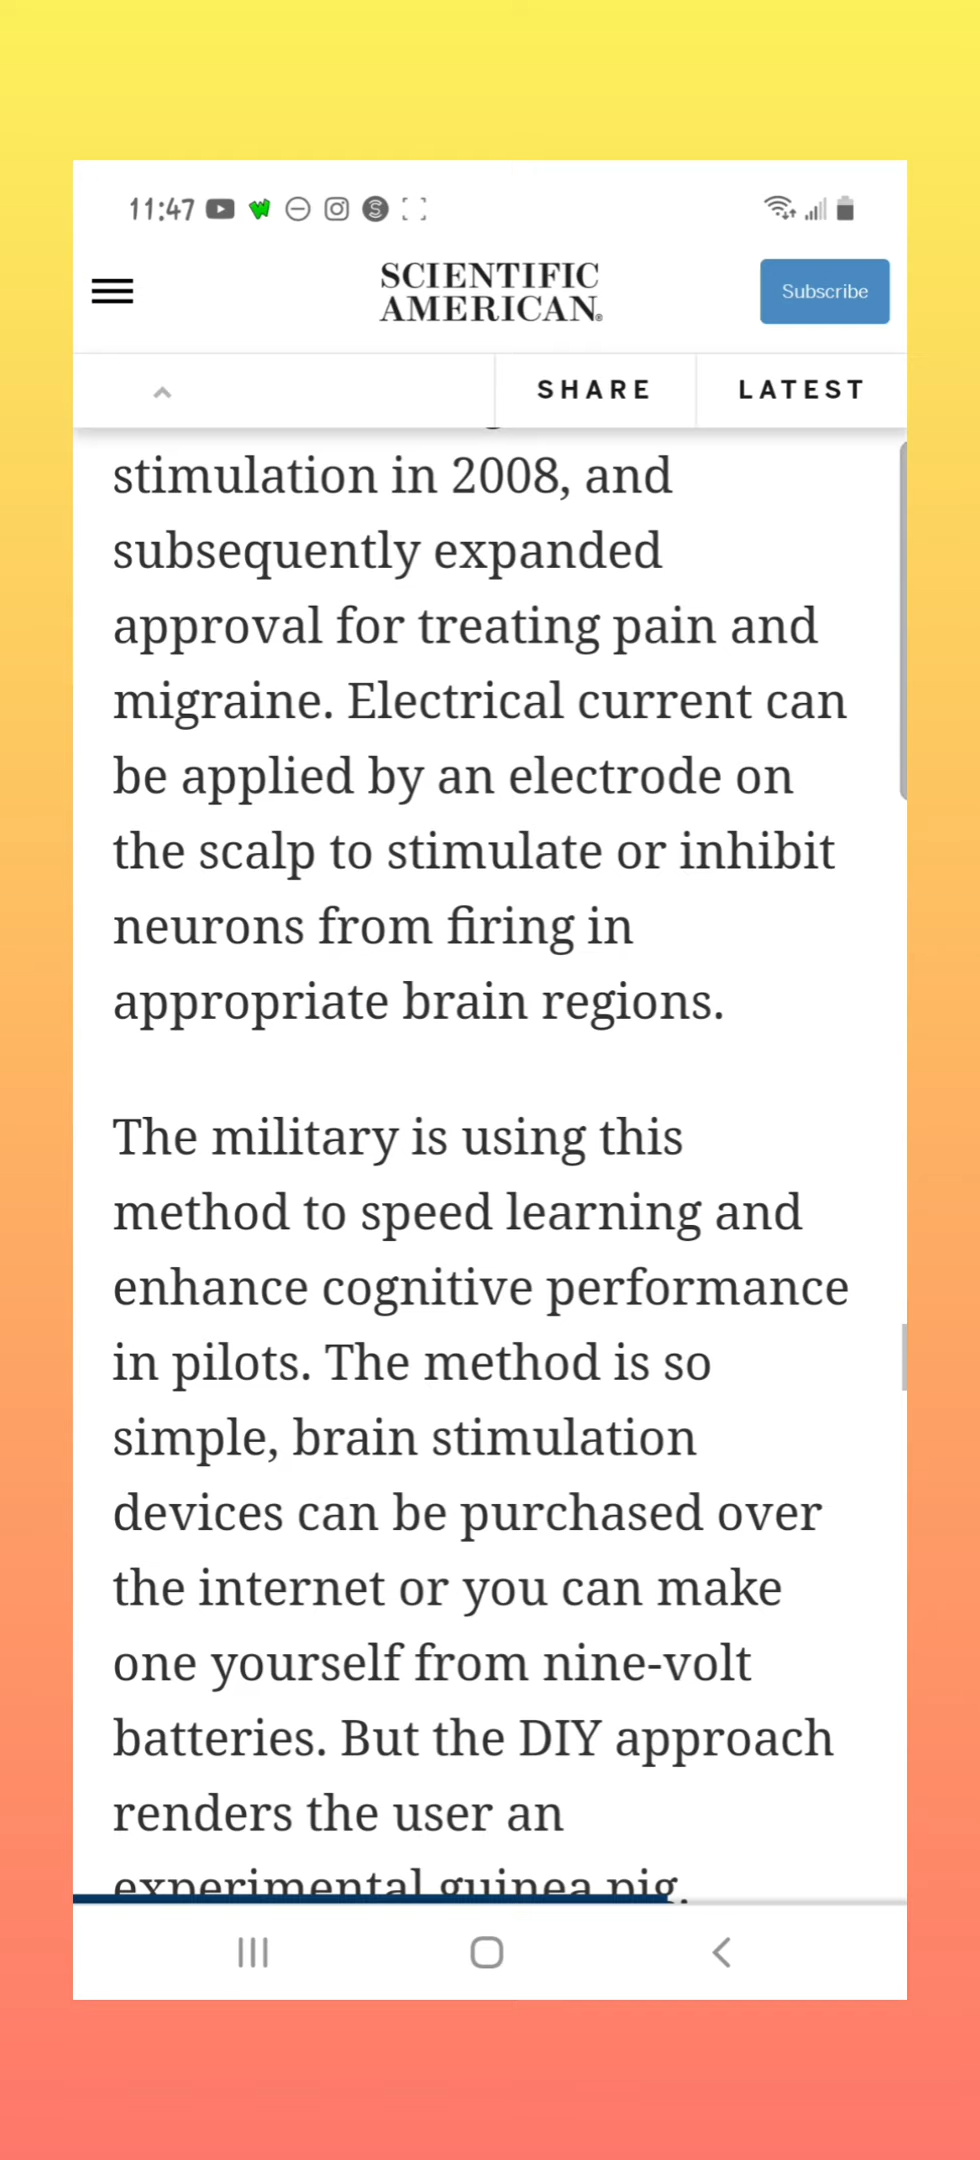 11:47
SCIENTIFIC
AMERICAN®
Subscribe
SHARE
LATEST
stimulation in 2008, and
subsequently expanded
approval for treating pain and
migraine. Electrical current can
be applied by an electrode on
the scalp to stimulate or inhibit
neurons from firing in
appropriate brain regions.
The military is using this
method to speed learning and
enhance cognitive performance
in pilots. The method is so
simple, brain stimulation
devices can be purchased over
the internet or you can make
one yourself from nine-volt
batteries. But the DIY approach
renders the user an
experimental guinea pig.